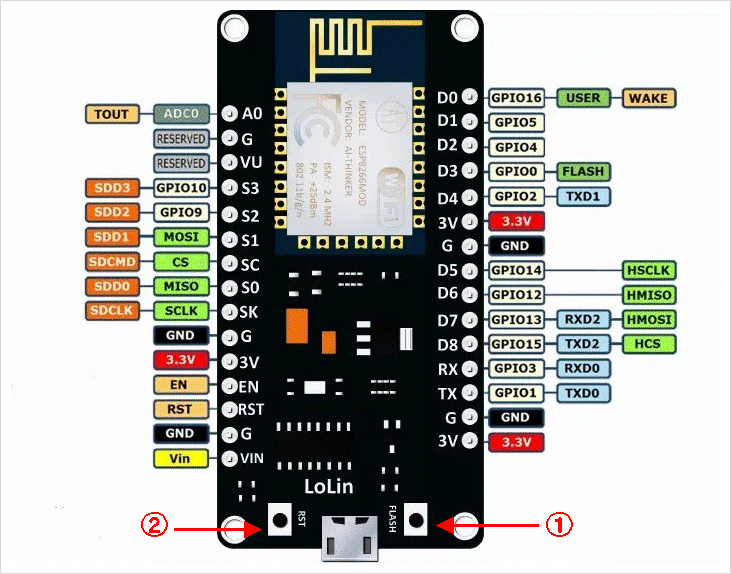 TOUT ADC0 A0
RESERVED G
RESERVED VU
SDD3 GPIO10 S3
SDD2 GPIO9 S2
SDD1 MOSI S1
SDCMD CS SC
SDD0 MISO S0
SDCLK SCLK SK
GND G
3.3V 3V
EN EN
RST RST
GND G
Vin VIN
MODEL: ESP8266MOD
VENDOR: AI-THINKER
ISM: 2.4 MHZ
PA +25dBm
802.11b/g/n
FC
AI
WiFi
D0 GPIO16 USER WAKE
D1 GPIO5
D2 GPIO4
D3 GPIO0 FLASH
D4 GPIO2 TXD1
3V 3.3V
G GND
D5 GPIO14 HSCLK
D6 GPIO12 HMISO
D7 GPIO13 RXD2 HMOSI
D8 GPIO15 TXD2 HCS
RX GPIO3 RXD0
TX GPIO1 TXD0
G GND
3V 3.3V
LoLin
② RST
FLASH ①